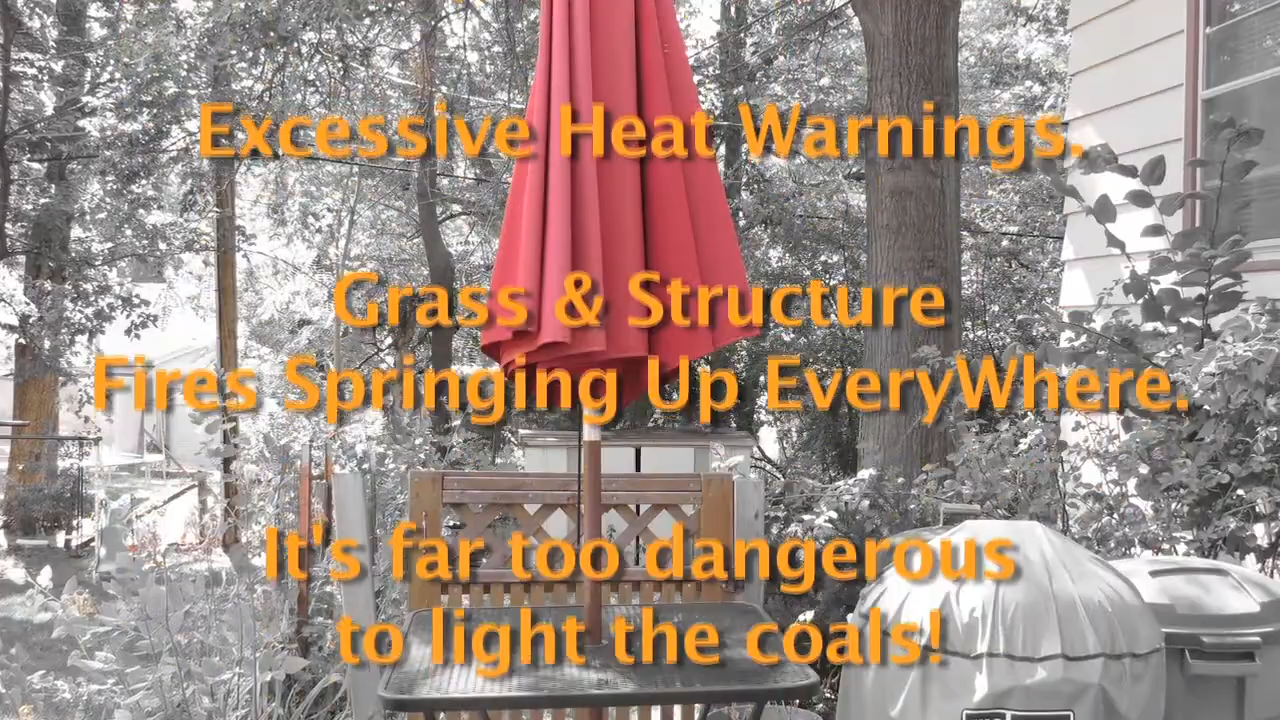 Excessive Heat Warnings,
Grass & Structure
Fires Springing Up EveryWhere.
It's far too dangerous
to light the coals!